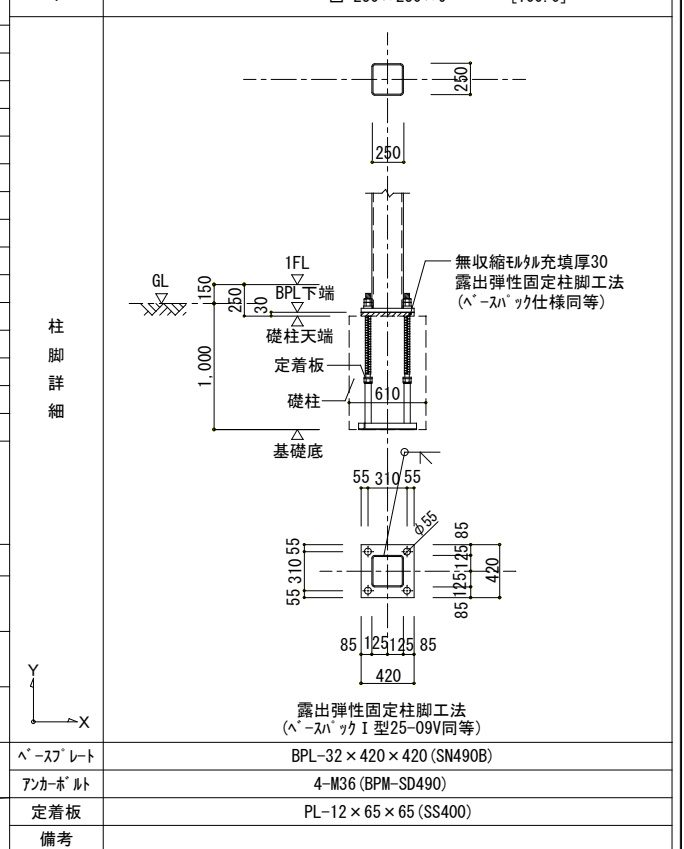 250
250
無収縮ﾓﾙﾀﾙ充填厚30
露出弾性固定柱脚工法
(ﾍﾞｰｽﾊﾟｯｸ仕様同等)
GL
1FL
150
250
30
BPL下端
礎柱天端
定着板
1,000
礎柱
610
基礎底
柱
脚
詳
細
55 310 55
φ55
55 310 55
85 125 125 85
420
85 125 125 85
420
Y
X
露出弾性固定柱脚工法
(ﾍﾞｰｽﾊﾟｯｸⅠ型25-09V同等)
ﾍﾞｰｽﾌﾟﾚｰﾄ BPL-32×420×420(SN490B)
ｱﾝｶｰﾎﾞﾙﾄ 4-M36(BPM-SD490)
定着板 PL-12×65×65(SS400)
備考